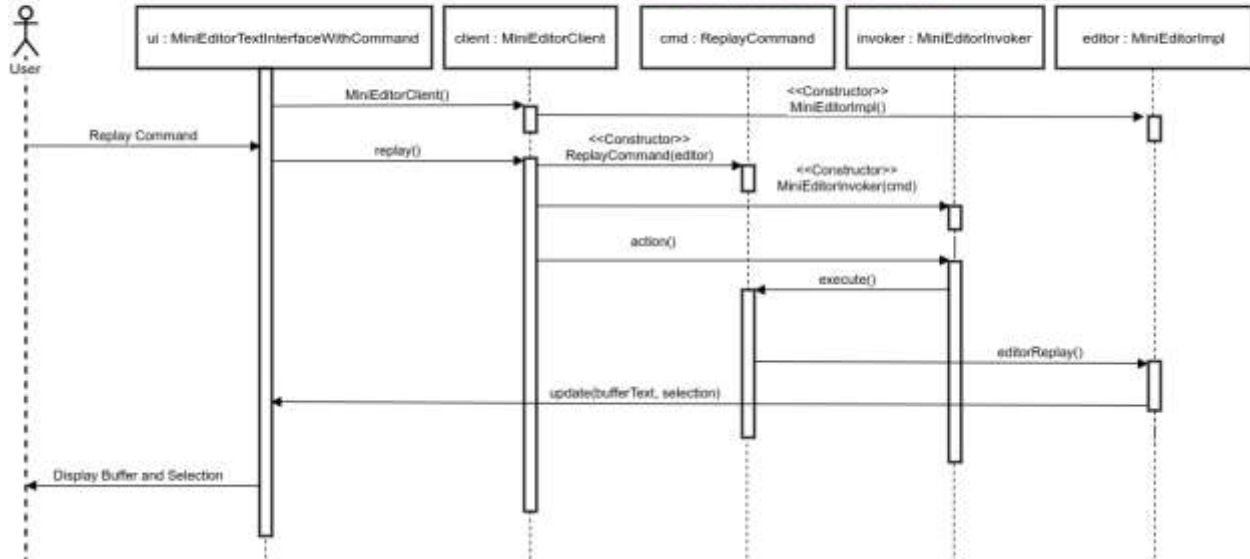 User
ui : MiniEditorTextInterfaceWithCommand
client : MiniEditorClient
cmd : ReplayCommand
invoker : MiniEditorInvoker
editor : MiniEditorImpl
MiniEditorClient()
<<Constructor>>
MiniEditorImpl()
Replay Command
replay()
<<Constructor>>
ReplayCommand(editor)
<<Constructor>>
MiniEditorInvoker(cmd)
action()
execute()
editorReplay()
update(bufferText, selection)
Display Buffer and Selection